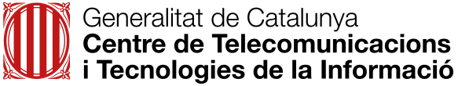 Generalitat de Catalunya
Centre de Telecomunicacions
i Tecnologies de la Informació